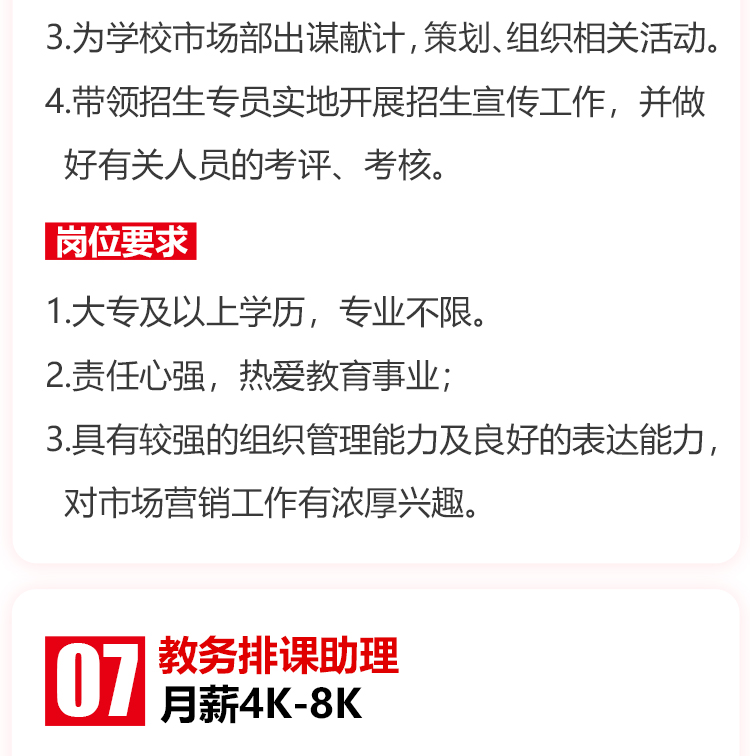 3.为学校市场部出谋献计，策划、组织相关活动。
4.带领招生专员实地开展招生宣传工作，并做
好有关人员的考评、考核。
岗位要求
1.大专及以上学历，专业不限。
2.责任心强，热爱教育事业；
3.具有较强的组织管理能力及良好的表达能力，
对市场营销工作有浓厚兴趣。
07 教务排课助理
月薪4K-8K